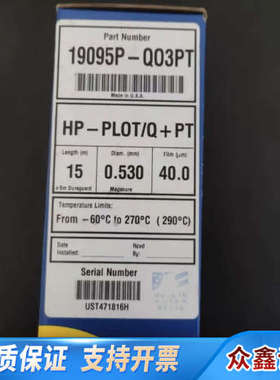 Part Number
19095P-QO3PT
Made in U.S.A.
HP-PLOT/Q+PT
Length (m)
Diam. (mm)
Film (μm)
15
0.530
40.0
Megabore
Temperature Limits:
From -60°C to 270°C (290°C)
Date
Installed:
Rcvd
By:
Serial Number
UST471816H
质保证 支持开票
众鑫